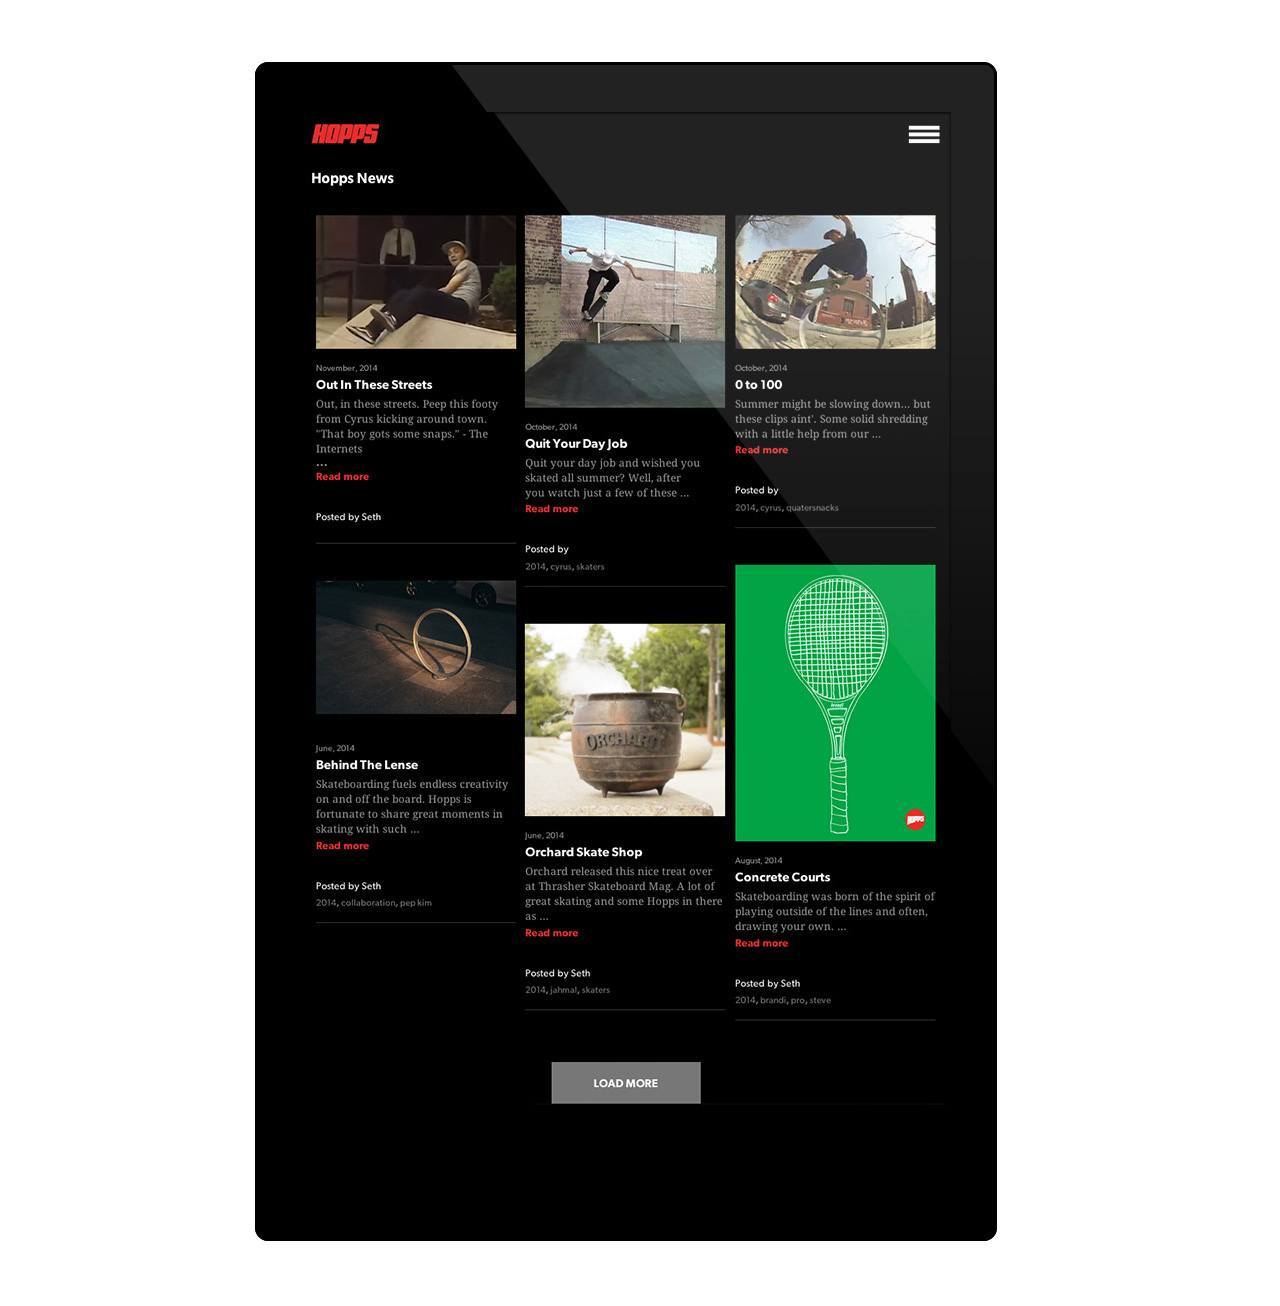 HOPPS
Hopps News
November, 2014
Out In These Streets
Out, in these streets. Peep this footy
from Cyrus kicking around town.
"That boy gots some snaps." - The
Internets
...
Read more
Posted by Seth
June, 2014
Behind The Lense
Skateboarding fuels endless creativity
on and off the board. Hopps is
fortunate to share great moments in
skating with such ...
Read more
Posted by Seth
2014, collaboration, pep kim
October, 2014
Quit Your Day Job
Quit your day job and wished you
skated all summer? Well, after
you watch just a few of these ...
Read more
Posted by
2014, cyrus, skaters
ORCHARD
June, 2014
Orchard Skate Shop
Orchard released this nice treat over
at Thrasher Skateboard Mag. A lot of
great skating and some Hopps in there
as ...
Read more
Posted by Seth
2014, jahmal, skaters
October, 2014
0 to 100
Summer might be slowing down... but
these clips aint'. Some solid shredding
with a little help from our ...
Read more
Posted by
2014, cyrus, quatersnacks
HOPPS
August, 2014
Concrete Courts
Skateboarding was born of the spirit of
playing outside of the lines and often,
drawing your own. ...
Read more
Posted by Seth
2014, brandi, pro, steve
LOAD MORE